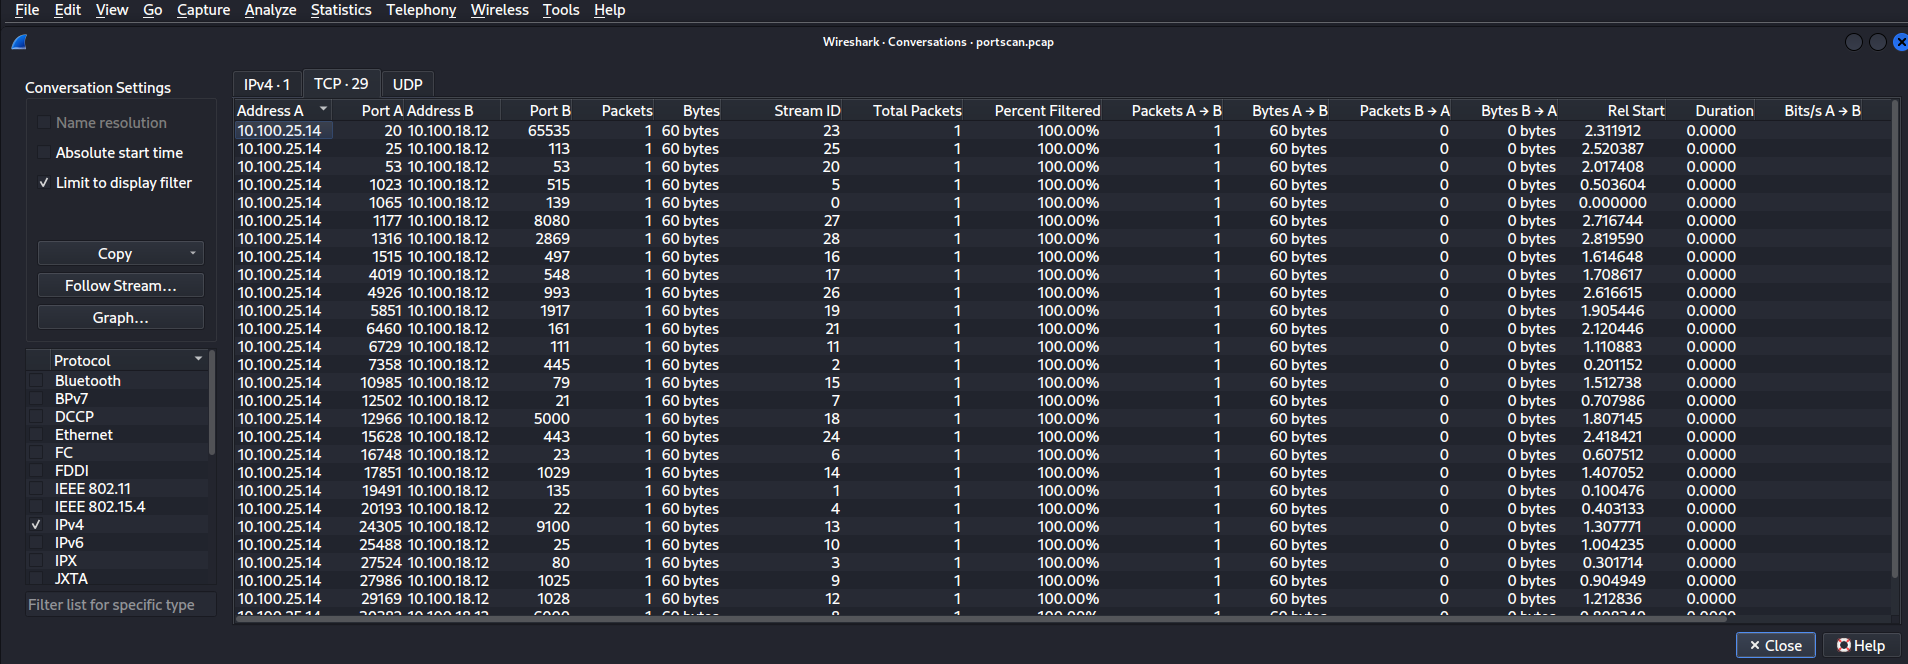 File Edit View Go Capture Analyze Statistics Telephony Wireless Tools Help
Wireshark · Conversations · portscan.pcap
Conversation Settings
Name resolution
Absolute start time
Limit to display filter
Copy
Follow Stream...
Graph...
Protocol
Bluetooth
BPv7
DCCP
Ethernet
FC
FDDI
IEEE 802.11
IEEE 802.15.4
IPv4
IPv6
IPX
JXTA
Filter list for specific type
IPv4 · 1 TCP · 29 UDP
Address A Port A Address B Port B Packets Bytes Stream ID Total Packets Percent Filtered Packets A → B Bytes A → B Packets B → A Bytes B → A Rel Start Duration Bits/s A → B
10.100.25.14 20 10.100.18.12 65535 1 60 bytes 23 1 100.00% 1 60 bytes 0 0 bytes 2.311912 0.0000
10.100.25.14 25 10.100.18.12 113 1 60 bytes 25 1 100.00% 1 60 bytes 0 0 bytes 2.520387 0.0000
10.100.25.14 53 10.100.18.12 53 1 60 bytes 20 1 100.00% 1 60 bytes 0 0 bytes 2.017408 0.0000
10.100.25.14 1023 10.100.18.12 515 1 60 bytes 5 1 100.00% 1 60 bytes 0 0 bytes 0.503604 0.0000
10.100.25.14 1065 10.100.18.12 139 1 60 bytes 0 1 100.00% 1 60 bytes 0 0 bytes 0.000000 0.0000
10.100.25.14 1177 10.100.18.12 8080 1 60 bytes 27 1 100.00% 1 60 bytes 0 0 bytes 2.716744 0.0000
10.100.25.14 1316 10.100.18.12 2869 1 60 bytes 28 1 100.00% 1 60 bytes 0 0 bytes 2.819590 0.0000
10.100.25.14 1515 10.100.18.12 497 1 60 bytes 16 1 100.00% 1 60 bytes 0 0 bytes 1.614648 0.0000
10.100.25.14 4019 10.100.18.12 548 1 60 bytes 17 1 100.00% 1 60 bytes 0 0 bytes 1.708617 0.0000
10.100.25.14 4926 10.100.18.12 993 1 60 bytes 26 1 100.00% 1 60 bytes 0 0 bytes 2.616615 0.0000
10.100.25.14 5851 10.100.18.12 1917 1 60 bytes 19 1 100.00% 1 60 bytes 0 0 bytes 1.905446 0.0000
10.100.25.14 6460 10.100.18.12 161 1 60 bytes 21 1 100.00% 1 60 bytes 0 0 bytes 2.120446 0.0000
10.100.25.14 6729 10.100.18.12 111 1 60 bytes 11 1 100.00% 1 60 bytes 0 0 bytes 1.110883 0.0000
10.100.25.14 7358 10.100.18.12 445 1 60 bytes 2 1 100.00% 1 60 bytes 0 0 bytes 0.201152 0.0000
10.100.25.14 10985 10.100.18.12 79 1 60 bytes 15 1 100.00% 1 60 bytes 0 0 bytes 1.512738 0.0000
10.100.25.14 12502 10.100.18.12 21 1 60 bytes 7 1 100.00% 1 60 bytes 0 0 bytes 0.707986 0.0000
10.100.25.14 12966 10.100.18.12 5000 1 60 bytes 18 1 100.00% 1 60 bytes 0 0 bytes 1.807145 0.0000
10.100.25.14 15628 10.100.18.12 443 1 60 bytes 24 1 100.00% 1 60 bytes 0 0 bytes 2.418421 0.0000
10.100.25.14 16748 10.100.18.12 23 1 60 bytes 6 1 100.00% 1 60 bytes 0 0 bytes 0.607512 0.0000
10.100.25.14 17851 10.100.18.12 1029 1 60 bytes 14 1 100.00% 1 60 bytes 0 0 bytes 1.407052 0.0000
10.100.25.14 19491 10.100.18.12 135 1 60 bytes 1 1 100.00% 1 60 bytes 0 0 bytes 0.100476 0.0000
10.100.25.14 20193 10.100.18.12 22 1 60 bytes 4 1 100.00% 1 60 bytes 0 0 bytes 0.403133 0.0000
10.100.25.14 24305 10.100.18.12 9100 1 60 bytes 13 1 100.00% 1 60 bytes 0 0 bytes 1.307771 0.0000
10.100.25.14 25488 10.100.18.12 25 1 60 bytes 10 1 100.00% 1 60 bytes 0 0 bytes 1.004235 0.0000
10.100.25.14 27524 10.100.18.12 80 1 60 bytes 3 1 100.00% 1 60 bytes 0 0 bytes 0.301714 0.0000
10.100.25.14 27986 10.100.18.12 1025 1 60 bytes 9 1 100.00% 1 60 bytes 0 0 bytes 0.904949 0.0000
10.100.25.14 29169 10.100.18.12 1028 1 60 bytes 12 1 100.00% 1 60 bytes 0 0 bytes 1.212836 0.0000
Close Help